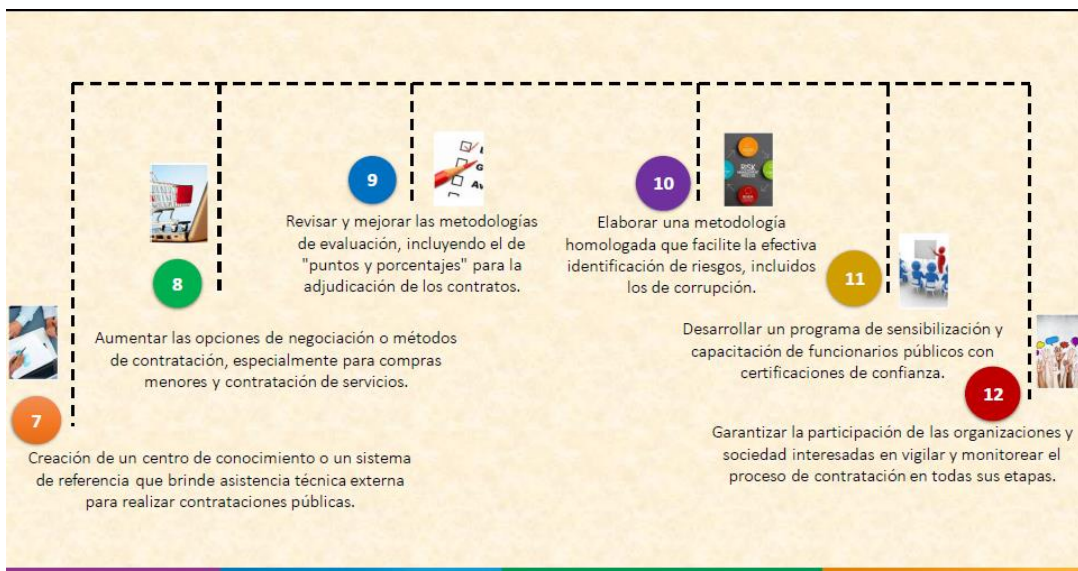 7
Creación de un centro de conocimiento o un sistema
de referencia que brinde asistencia técnica externa
para realizar contrataciones públicas.
8
Aumentar las opciones de negociación o métodos
de contratación, especialmente para compras
menores y contratación de servicios.
9
Revisar y mejorar las metodologías
de evaluación, incluyendo el de
"puntos y porcentajes" para la
adjudicación de los contratos.
10
RISK
Elaborar una metodología
homologada que facilite la efectiva
identificación de riesgos, incluidos
los de corrupción.
11
Desarrollar un programa de sensibilización y
capacitación de funcionarios públicos con
certificaciones de confianza.
12
Garantizar la participación de las organizaciones y
sociedad interesadas en vigilar y monitorear el
proceso de contratación en todas sus etapas.